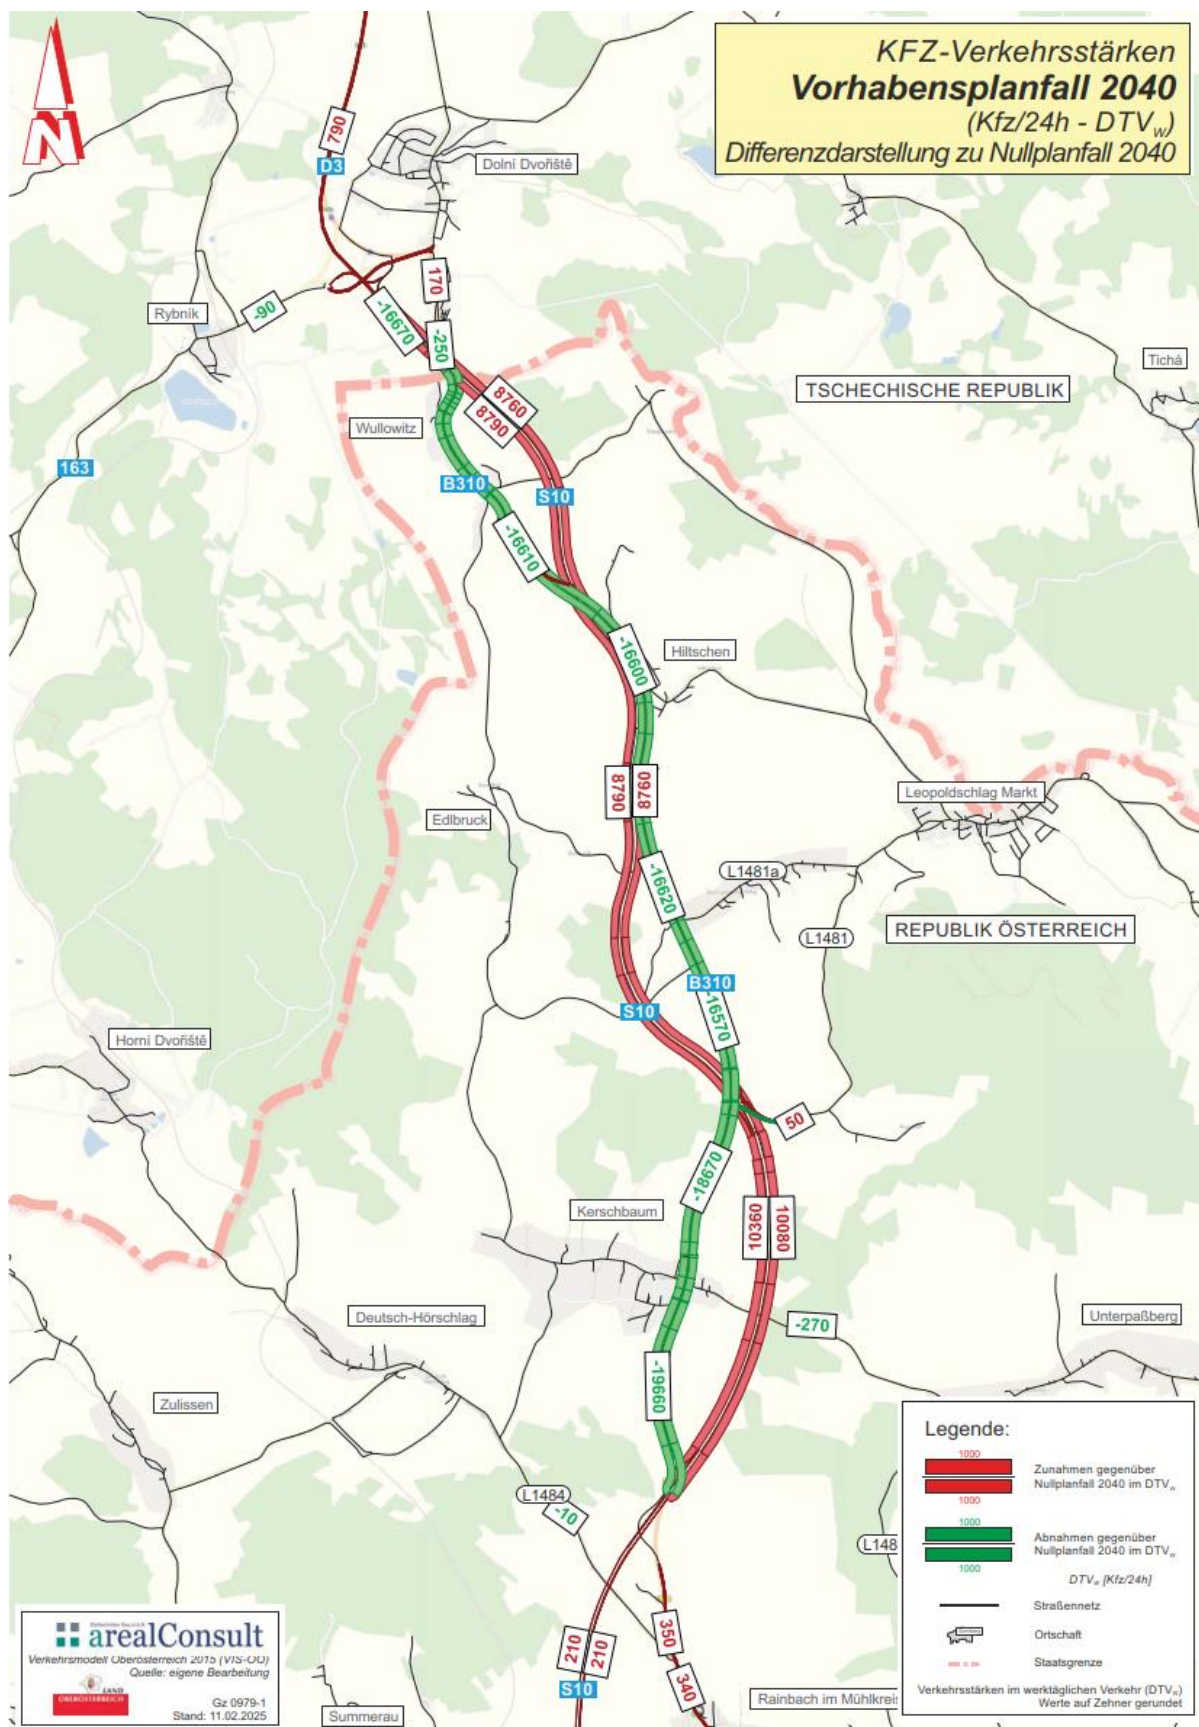 KFZ-Verkehrsstärken
Vorhabensplanfall 2040
(Kfz/24h - DTVw)
Differenzdarstellung zu Nullplanfall 2040
N
790
D3
Dolní Dvořiště
170
Rybník
-90
-16670
-250
Tichá
TSCHECHISCHE REPUBLIK
8760
8790
Wullowitz
163
B310
S10
-16610
-16600
Hiltschen
8790
8760
Leopoldschlag Markt
Edlbruck
-16620
L1481a
REPUBLIK ÖSTERREICH
L1481
B310
-16570
S10
Horní Dvořiště
50
-18670
Kerschbaum
10360
10080
Deutsch-Hörschlag
-270
Unterpaßberg
-19660
Zulissen
L1484
-10
L148
210
210
S10
350
340
Rainbach im Mühlkreis
Summerau
Legende:
1000
1000
Zunahmen gegenüber
Nullplanfall 2040 im DTVw
1000
1000
Abnahmen gegenüber
Nullplanfall 2040 im DTVw
DTVw [Kfz/24h]
Straßennetz
Ortschaft
Staatsgrenze
Verkehrsstärken im werktäglichen Verkehr (DTVw)
Werte auf Zehner gerundet
arealConsult
Verkehrsmodell Oberösterreich 2015 (VIS-OÖ)
Quelle: eigene Bearbeitung
LAND
OBERÖSTERREICH
Gz 0979-1
Stand: 11.02.2025